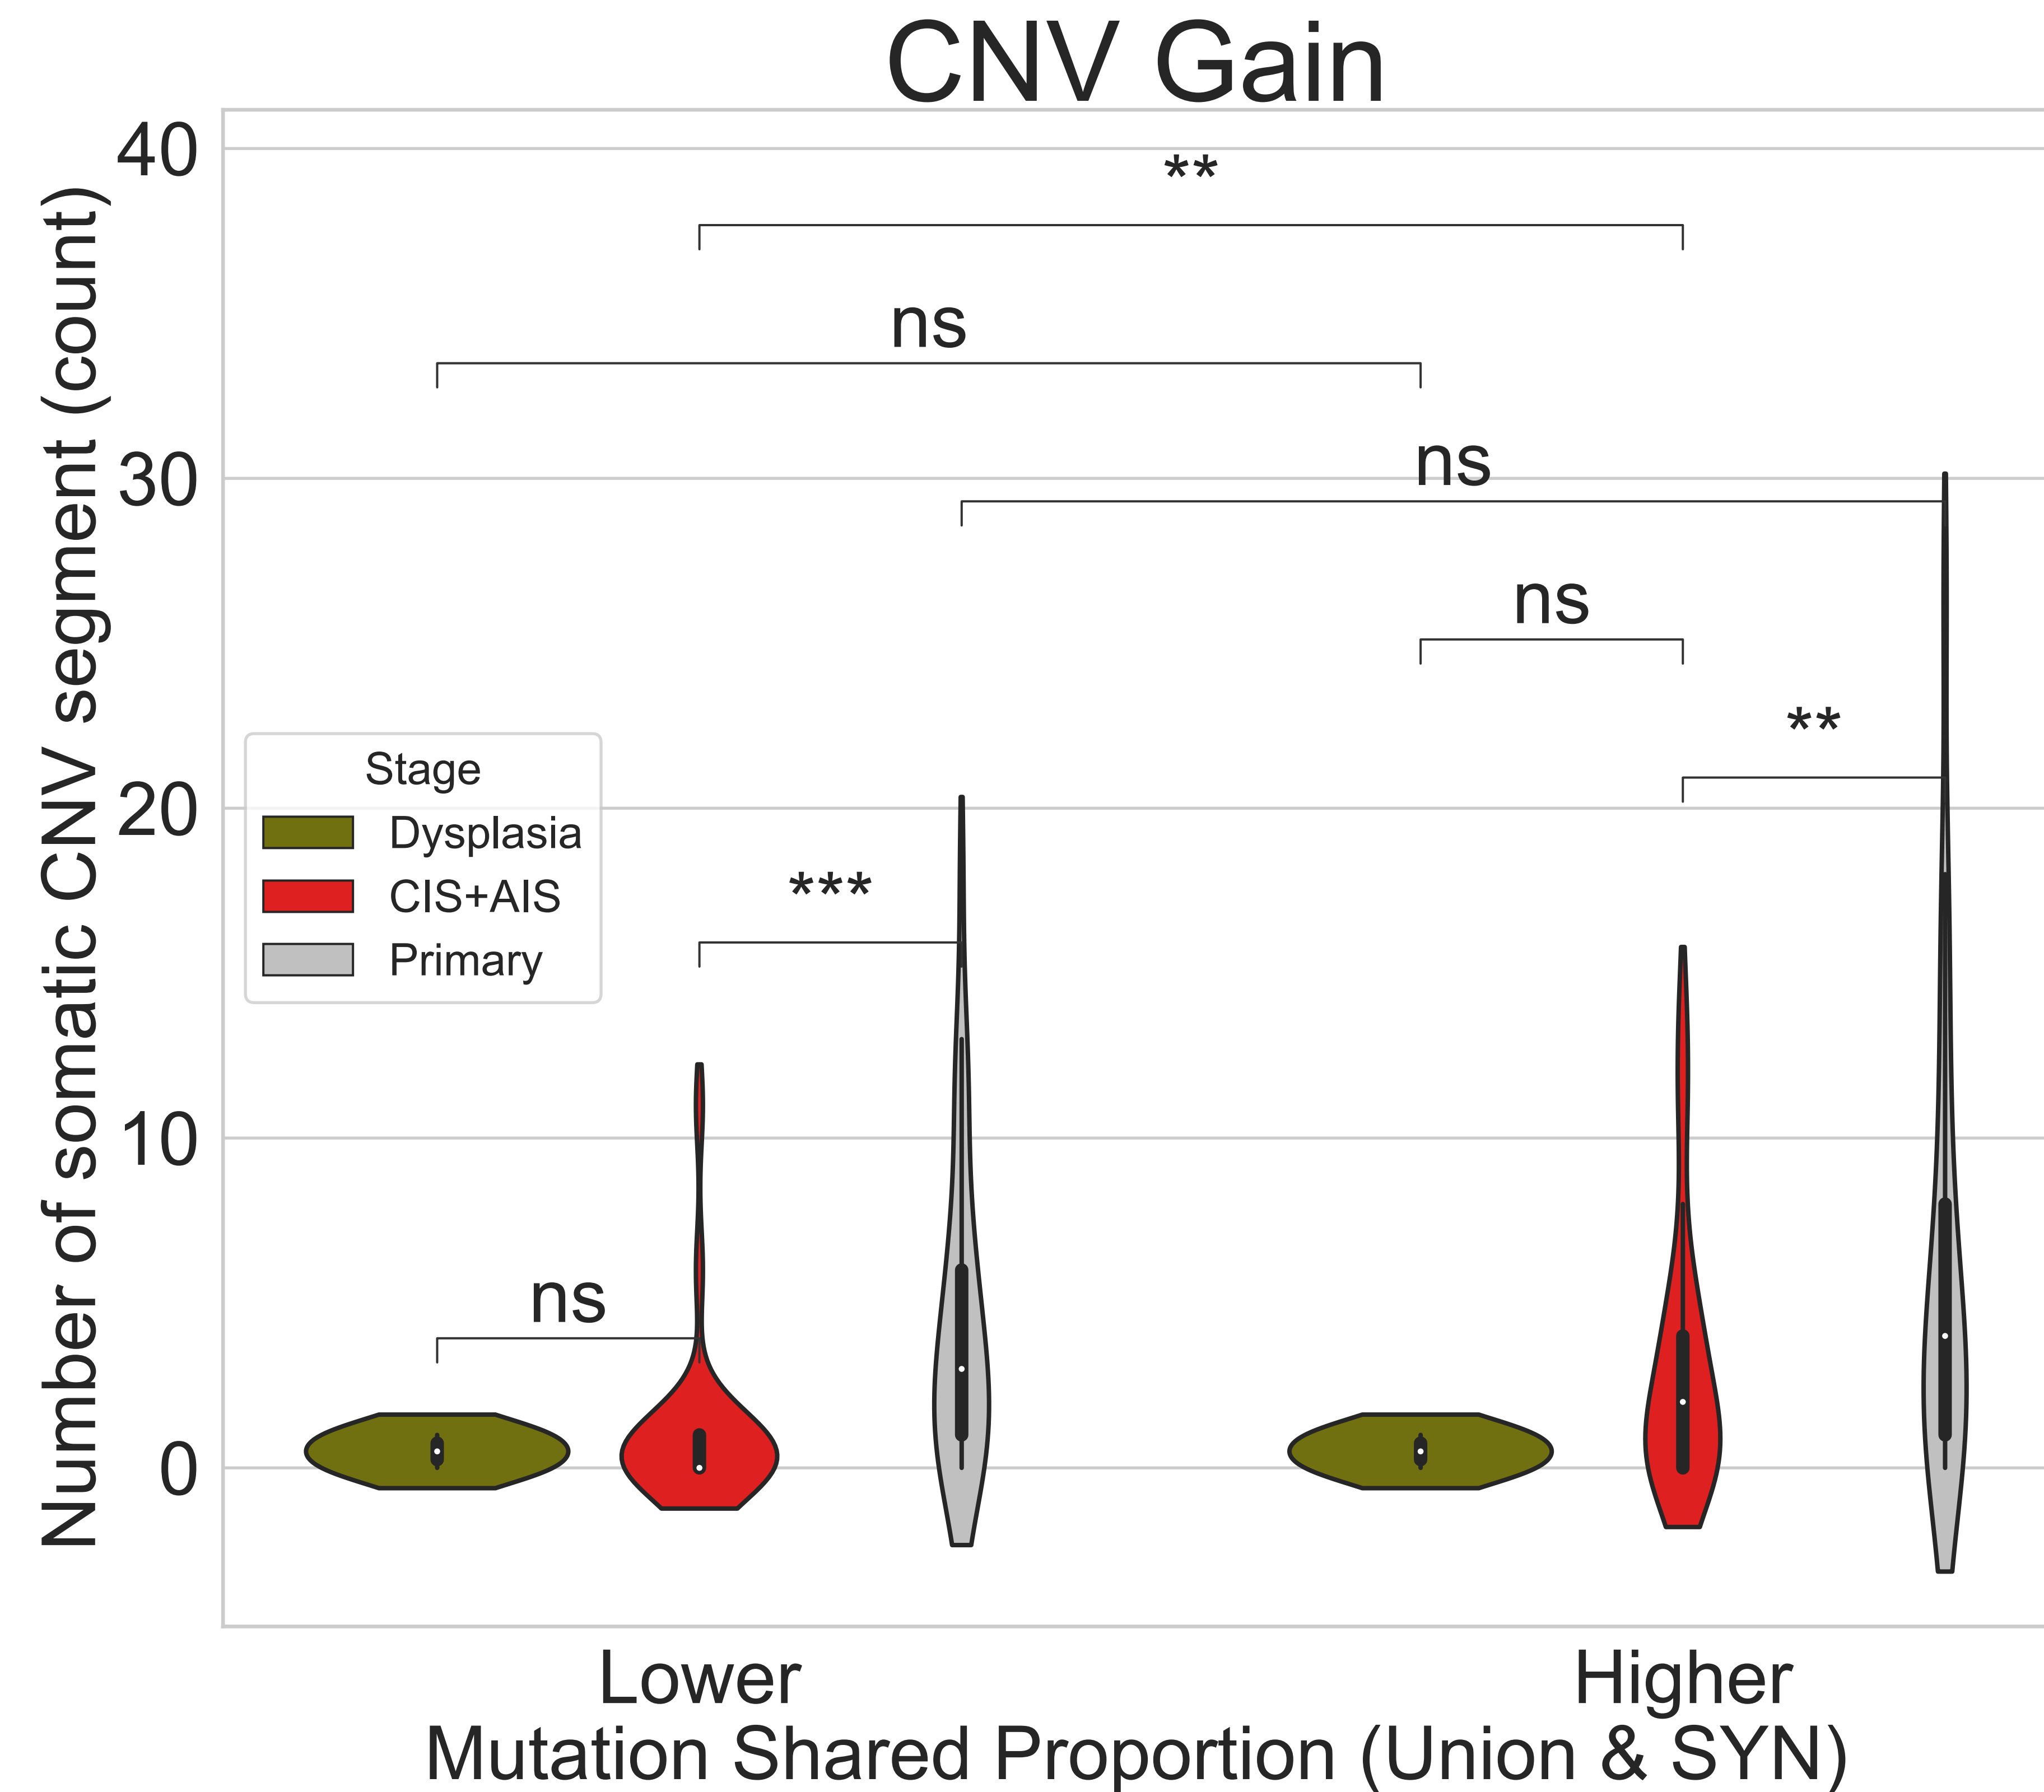 CNV Gain
Number of somatic CNV segment (count)
40
30
20
10
0
**
ns
ns
ns
**
***
ns
Stage
Dysplasia
CIS+AIS
Primary
Lower
Higher
Mutation Shared Proportion (Union & SYN)